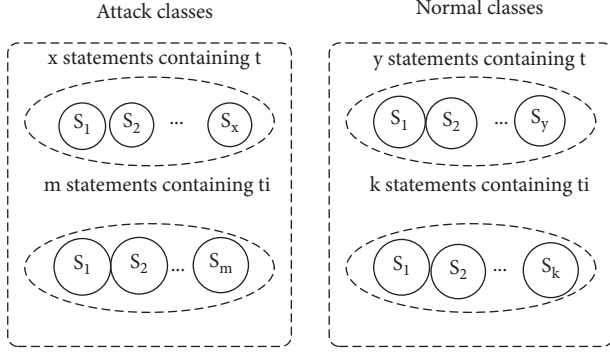 Attack classes
x statements containing t
S1 S2 ... Sx
m statements containing ti
S1 S2 ... Sm
Normal classes
y statements containing t
S1 S2 ... Sy
k statements containing ti
S1 S2 ... Sk